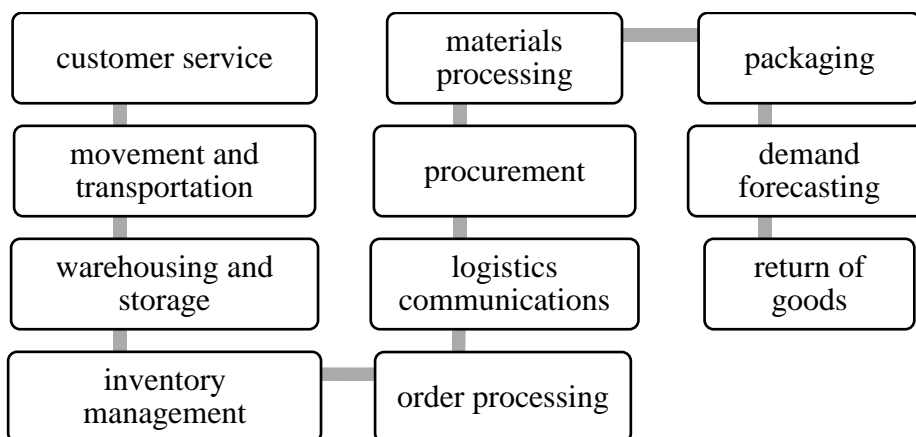 customer service
movement and
transportation
warehousing and
storage
inventory
management
order processing
logistics
communications
procurement
materials
processing
packaging
demand
forecasting
return of
goods